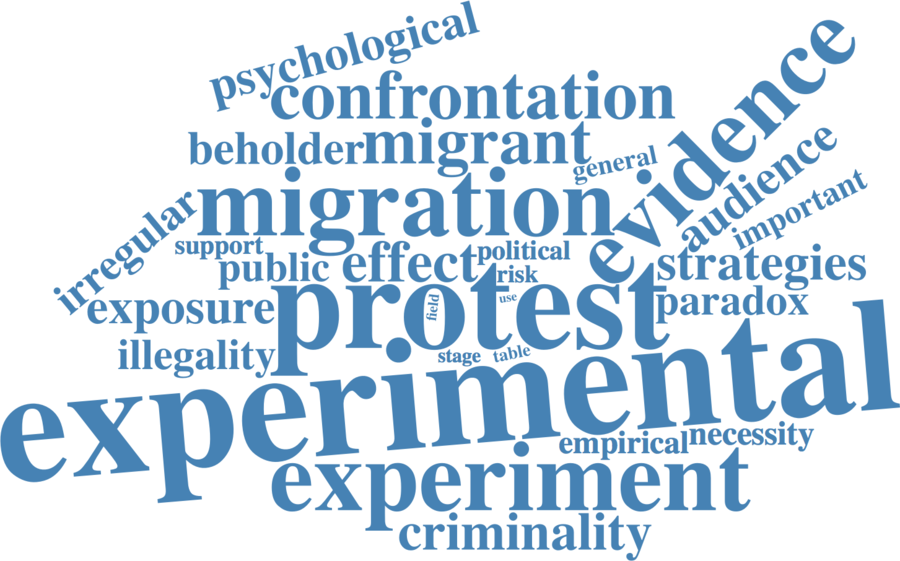 psychological
confrontation
evidence
beholder
migrant
general
audience
migration
important
irregular
support
public
effect
political
risk
strategies
exposure
protest
field
use
paradox
illegality
stage
table
experimental
empirical
necessity
experiment
criminality